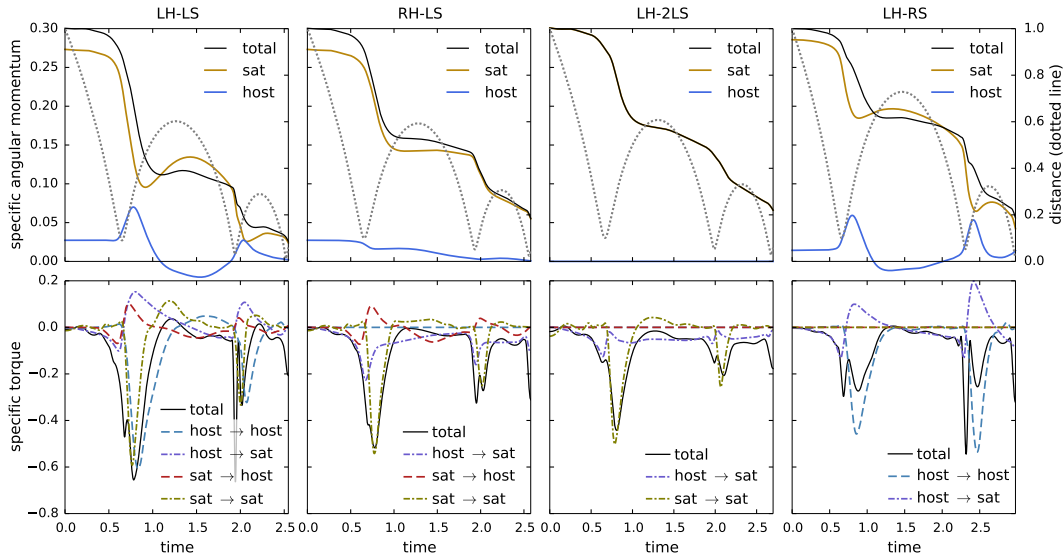 LH-LS RH-LS LH-2LS LH-RS
specific angular momentum
0.30
0.25
0.20
0.15
0.10
0.05
0.00
total
sat
host
total
sat
host
total
sat
host
total
sat
host
1.0
0.8
0.6
0.4
0.2
0.0
distance (dotted line)
specific torque
0.2
0.0
−0.2
−0.4
−0.6
−0.8
total
host → host
host → sat
sat → host
sat → sat
total
host → sat
sat → host
sat → sat
total
host → sat
sat → sat
total
host → host
host → sat
0.0 0.5 1.0 1.5 2.0 2.5
0.0 0.5 1.0 1.5 2.0 2.5
0.0 0.5 1.0 1.5 2.0 2.5
0.0 0.5 1.0 1.5 2.0 2.5
time time time time